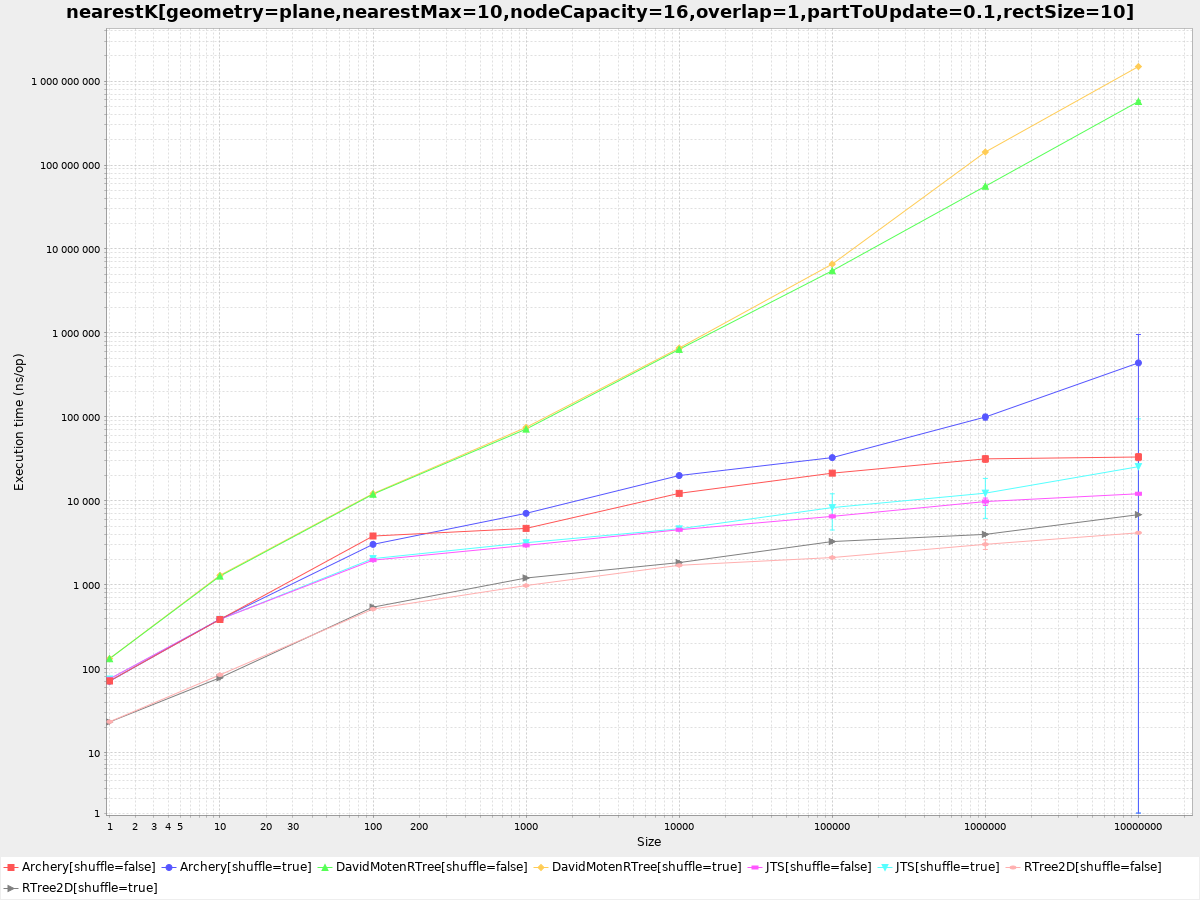 nearestK[geometry=plane,nearestMax=10,nodeCapacity=16,overlap=1,partToUpdate=0.1,rectSize=10]
Execution time (ns/op)
1 000 000 000
100 000 000
10 000 000
1 000 000
100 000
10 000
1 000
100
10
1
1 2 3 4 5 10 20 30 100 200 1000 10000 100000 1000000 10000000
Size
Archery[shuffle=false] Archery[shuffle=true] DavidMotenRTree[shuffle=false] DavidMotenRTree[shuffle=true] JTS[shuffle=false] JTS[shuffle=true] RTree2D[shuffle=false]
RTree2D[shuffle=true]